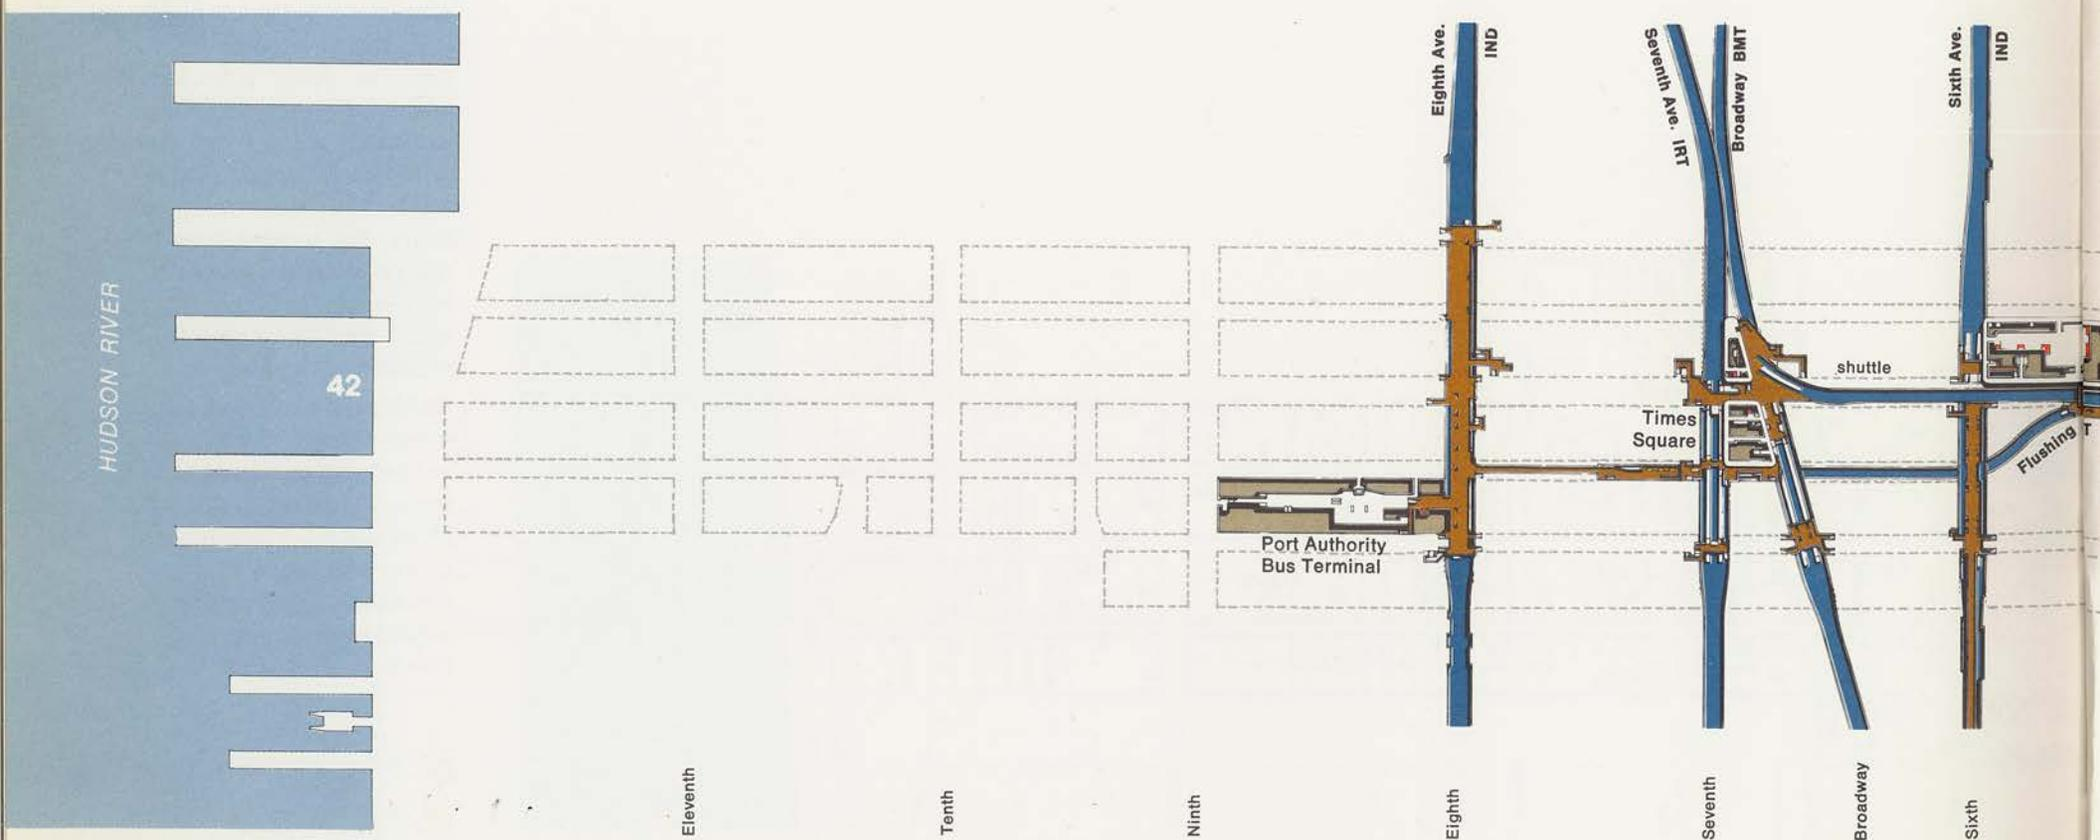 Eighth Ave.
IND
Seventh Ave. IRT
Broadway BMT
Sixth Ave.
IND
HUDSON RIVER
42
shuttle
Times
Square
Flushing
T
Port Authority
Bus Terminal
Eleventh
Tenth
Ninth
Eighth
Seventh
Broadway
Sixth